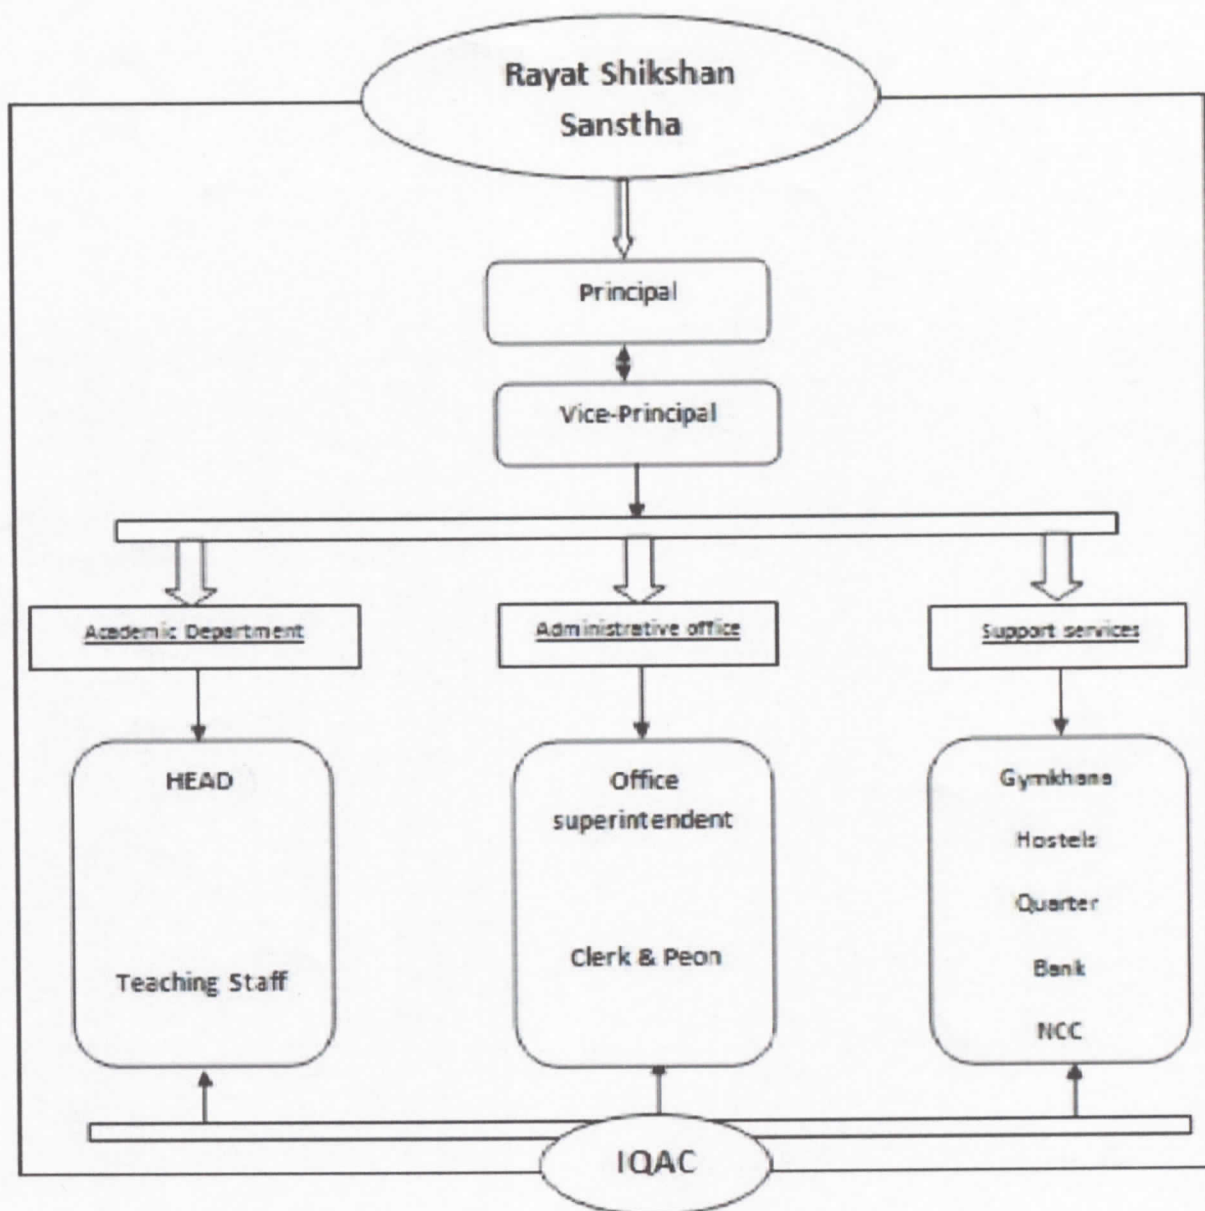 Rayat Shikshan
Sanstha
Principal
Vice-Principal
Academic Department
Administrative office
Support services
HEAD
Teaching Staff
Office
superintendent
Clerk & Peon
Gymkhana
Hostels
Quarter
Bank
NCC
IQAC